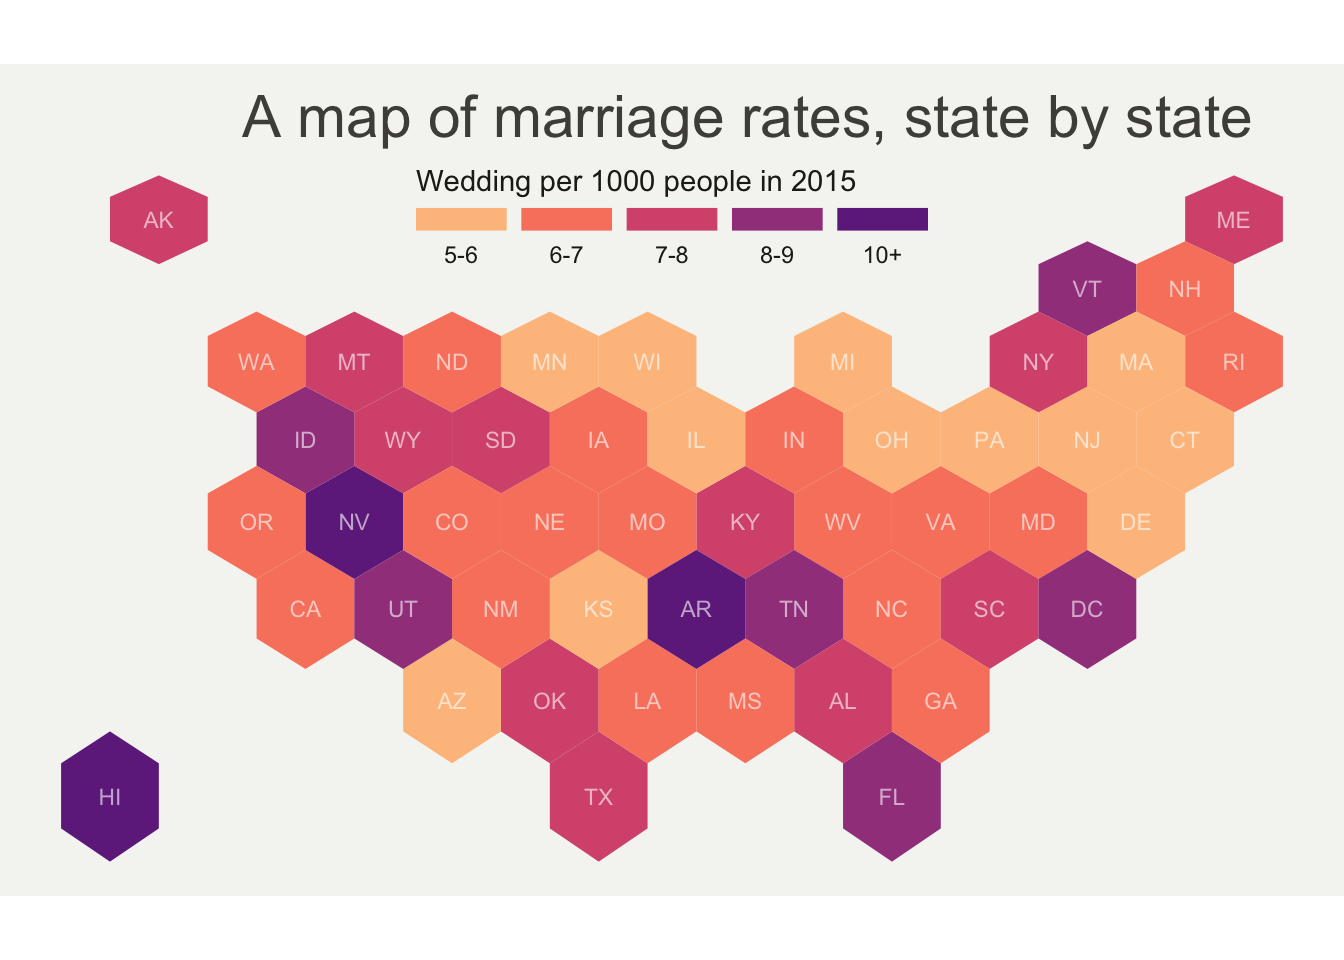 A map of marriage rates, state by state
Wedding per 1000 people in 2015
5-6 6-7 7-8 8-9 10+
AK ME
VT NH
WA MT ND MN WI MI NY MA RI
ID WY SD IA IL IN OH PA NJ CT
OR NV CO NE MO KY WV VA MD DE
CA UT NM KS AR TN NC SC DC
AZ OK LA MS AL GA
HI TX FL